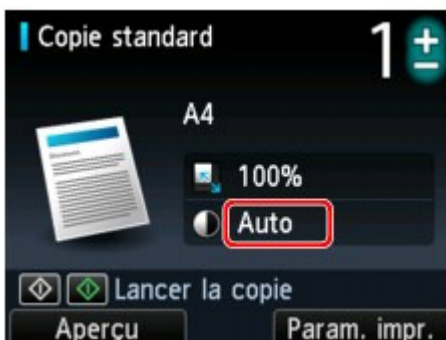 Copie standard
1
A4
100%
Auto
Lancer la copie
Aperçu
Param. impr.